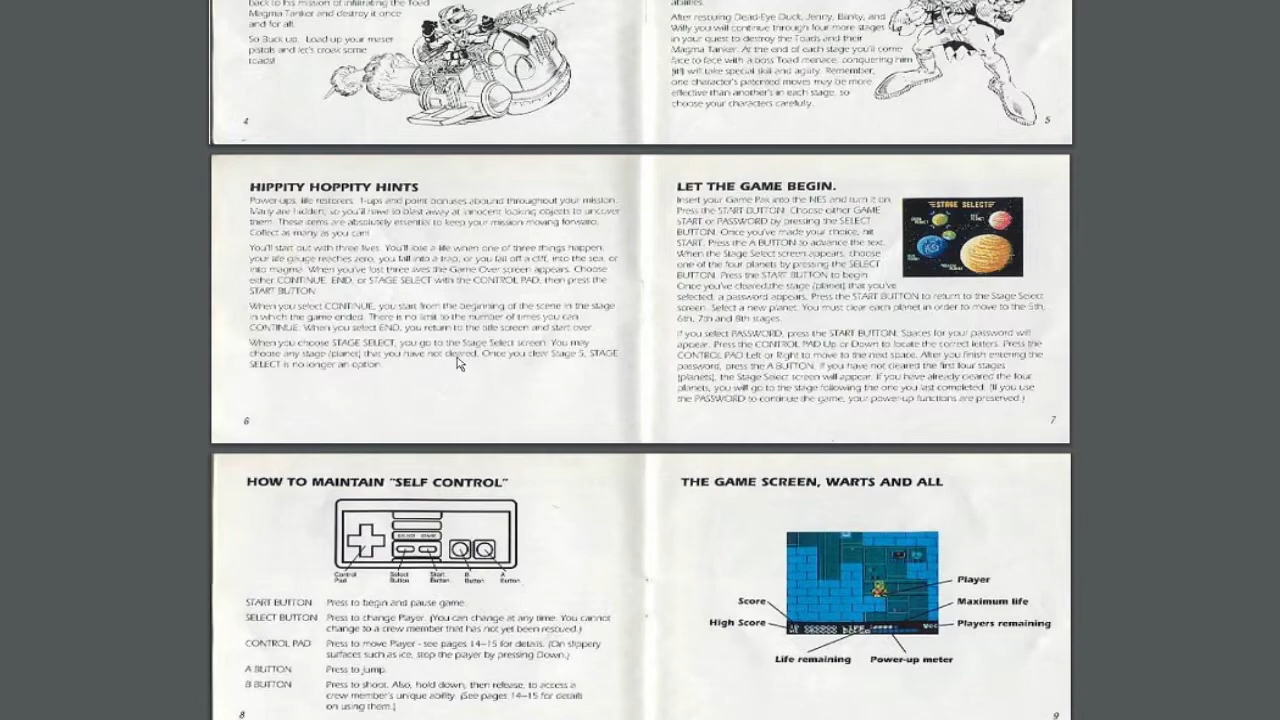 back to his mission of infiltrating the Toad
Magma Tanker and destroy it once
and for all.
So Buck up. Load up your maser
pistols and let's croak some
toads!
4
abilities.
After rescuing Dead-Eye Duck, Jenny, Blinky, and
Willy you will continue through four more stages
in your quest to destroy the Toads and their
Magma Tanker. At the end of each stage you'll come
face to face with a boss Toad menace, conquering him
(it!) will take special skill and agility. Remember,
one character's patented moves may be more
effective than another's in each stage, so
choose your characters carefully.
5
HIPPITY HOPPITY HINTS
Power-ups, life restorers, 1-ups and point bonuses abound throughout your mission.
Many are hidden, so you'll have to blast away at innocent looking objects to uncover
them. These items are absolutely essential to keep your mission moving forward.
Collect as many as you can!
You'll start out with three lives. You'll lose a life when one of three things happen:
your life gauge reaches zero, you fall into a trap, or you fall off a cliff, into the sea, or
into magma. When you've lost three lives the Game Over screen appears. Choose
either CONTINUE, END, or STAGE SELECT with the CONTROL PAD, then press the
START BUTTON.
When you select CONTINUE, you start from the beginning of the scene in the stage
in which the game ended. There is no limit to the number of times you can
CONTINUE. When you select END, you return to the title screen and start over.
When you choose STAGE SELECT, you go to the Stage Select screen. You may
choose any stage (planet) that you have not cleared. Once you clear Stage 5, STAGE
SELECT is no longer an option.
6
LET THE GAME BEGIN.
Insert your Game Pak into the NES and turn it on.
Press the START BUTTON. Choose either GAME
START or PASSWORD by pressing the SELECT
BUTTON. Once you've made your choice, hit
START. Press the A BUTTON to advance the text.
When the Stage Select screen appears, choose
one of the four planets by pressing the SELECT
BUTTON. Press the START BUTTON to begin.
Once you've cleared the stage (planet) that you've
selected, a password appears. Press the START BUTTON to return to the Stage Select
screen. Select a new planet. You must clear each planet in order to move to the 5th,
6th, 7th and 8th stages.
STAGE SELECT
If you select PASSWORD, press the START BUTTON. Spaces for your password will
appear. Press the CONTROL PAD Up or Down to locate the correct letters. Press the
CONTROL PAD Left or Right to move to the next space. After you finish entering the
password, press the A BUTTON. If you have not cleared the first four stages
(planets), the Stage Select screen will appear. If you have already cleared the four
planets, you will go to the stage following the one you last completed. (If you use
the PASSWORD to continue the game, your power-up functions are preserved.)
7
HOW TO MAINTAIN "SELF CONTROL"
SELECT START
Control Pad
Select Button
Start Button
B Button
A Button
START BUTTON Press to begin and pause game.
SELECT BUTTON Press to change Player. (You can change at any time. You cannot
change to a crew member that has not yet been rescued.)
CONTROL PAD Press to move Player - see pages 14–15 for details. (On slippery
surfaces such as ice, stop the player by pressing Down.)
A BUTTON Press to jump.
B BUTTON Press to shoot. Also, hold down, then release, to access a
crew member's unique ability. (See pages 14–15 for details
on using them.)
8
THE GAME SCREEN, WARTS AND ALL
Player
Score
Maximum life
High Score
Players remaining
Life remaining
Power-up meter
9